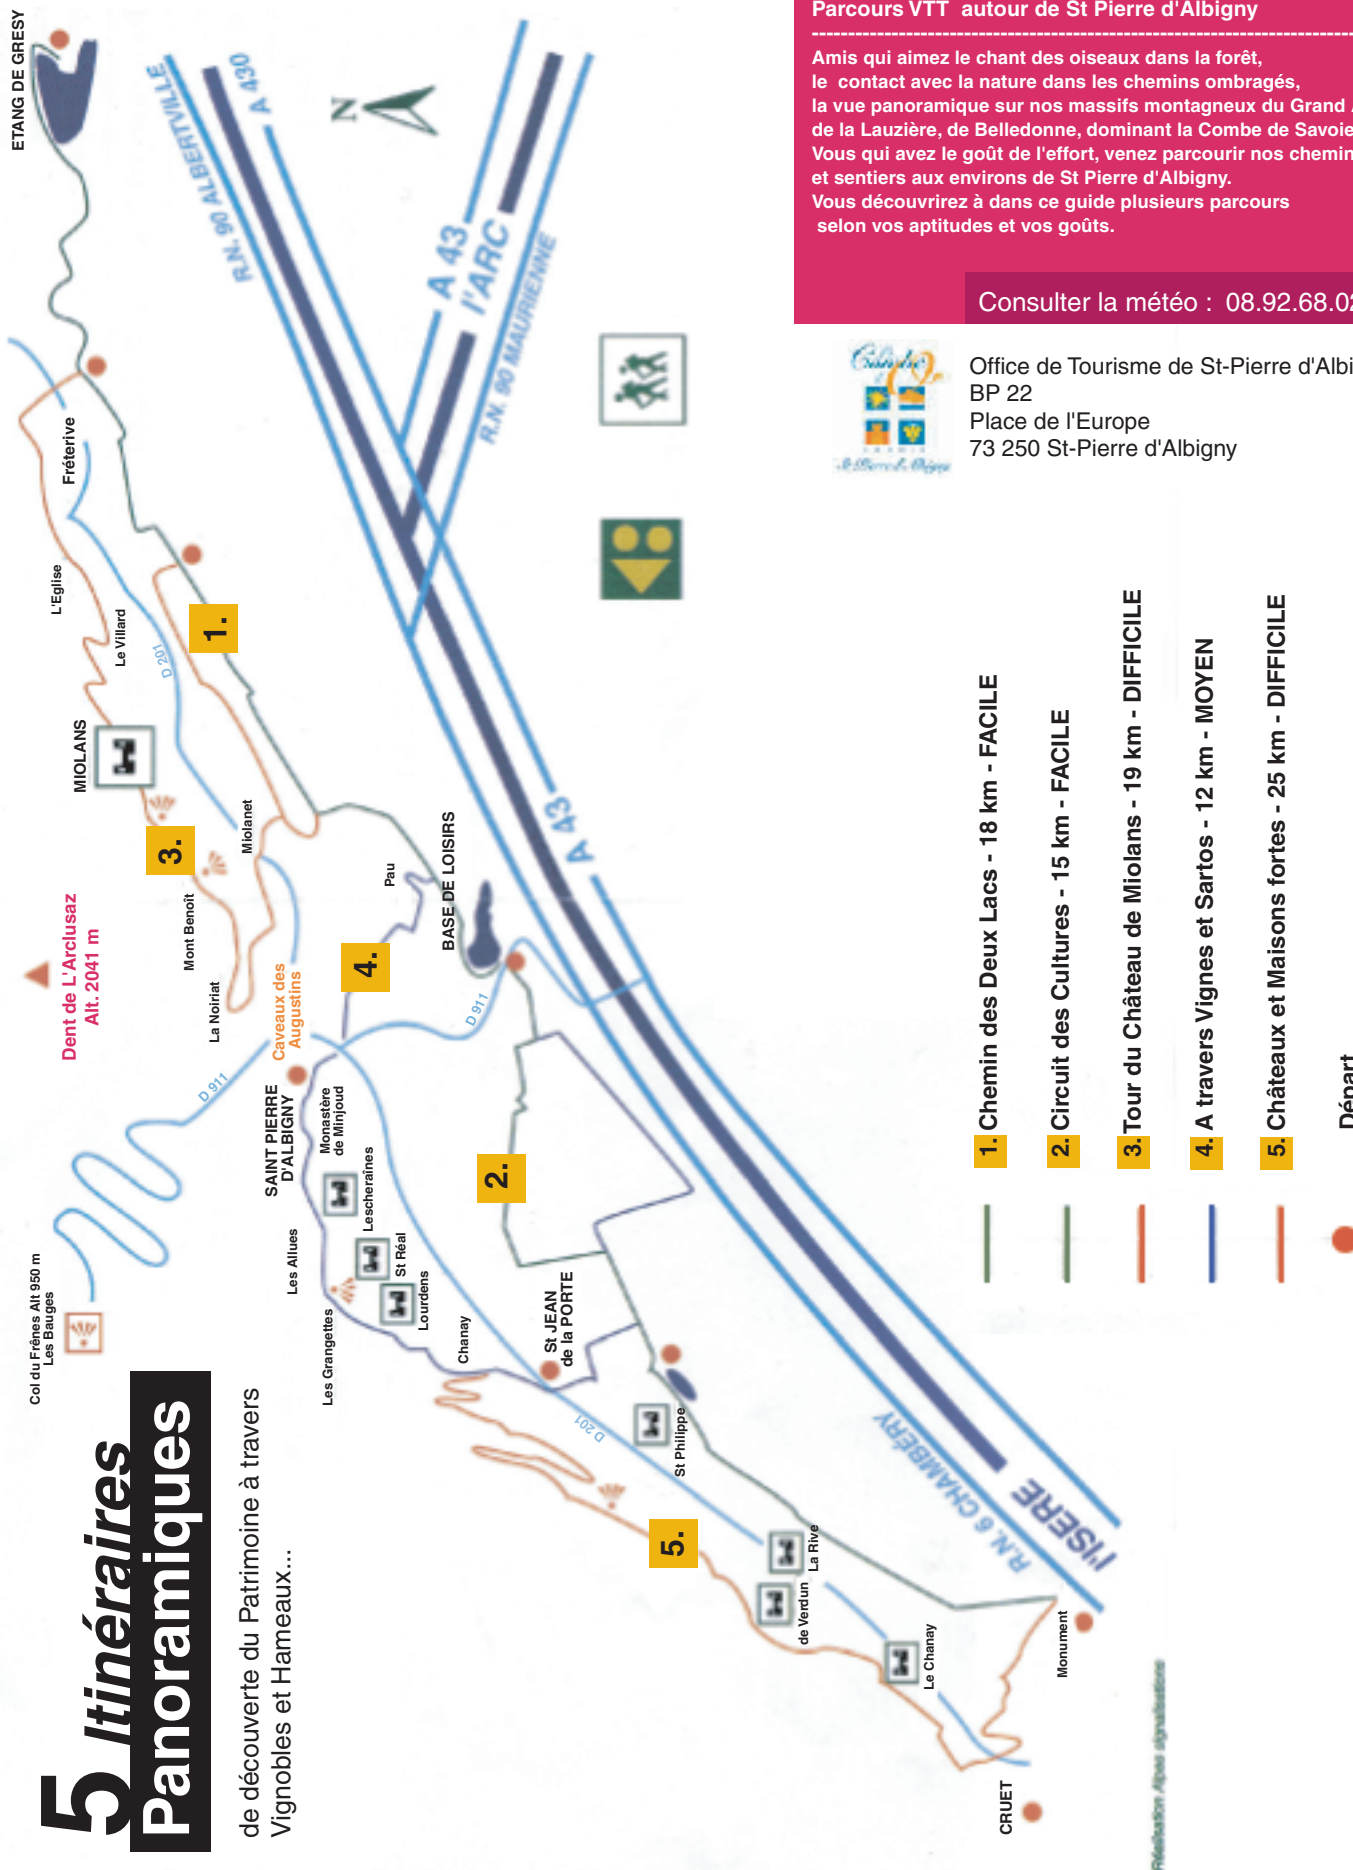 5 Itinéraires
Panoramiques
de découverte du Patrimoine à travers
Vignobles et Hameaux...
Parcours VTT autour de St Pierre d'Albigny
Amis qui aimez le chant des oiseaux dans la forêt,
le contact avec la nature dans les chemins ombragés,
la vue panoramique sur nos massifs montagneux du Grand
de la Lauzière, de Belledonne, dominant la Combe de Savoie
Vous qui avez le goût de l'effort, venez parcourir nos chemin
et sentiers aux environs de St Pierre d'Albigny.
Vous découvrirez à dans ce guide plusieurs parcours
selon vos aptitudes et vos goûts.
Consulter la météo : 08.92.68.02
Office de Tourisme de St-Pierre d'Albi
BP 22
Place de l'Europe
73 250 St-Pierre d'Albigny
St Pierre d'Albigny
ETANG DE GRESY
R.N. 90 ALBERTVILLE
A 430
N
A 43
l'ARC
R.N. 90 MAURIENNE
Fréterive
L'Eglise
Le Villard
D 201
1.
MIOLANS
3.
Miolanet
Mont Benoît
La Noiriat
Dent de L'Arclusaz
Alt. 2041 m
Caveaux des
Augustins
Pau
4.
BASE DE LOISIRS
A 43
D 911
D 911
SAINT PIERRE
D'ALBIGNY
Monastère
de Minjoud
Lescheraînes
St Réal
Lourdens
Les Allues
Les Grangettes
Chanay
Col du Frênes Alt 950 m
Les Bauges
2.
St JEAN
de la PORTE
D 201
St Philippe
5.
La Rive
de Verdun
Le Chanay
Monument
CRUET
R.N. 6 CHAMBÉRY
l'ISERE
1. Chemin des Deux Lacs - 18 km - FACILE
2. Circuit des Cultures - 15 km - FACILE
3. Tour du Château de Miolans - 19 km - DIFFICILE
4. A travers Vignes et Sartos - 12 km - MOYEN
5. Châteaux et Maisons fortes - 25 km - DIFFICILE
Départ
Réalisation Alpes signalisations